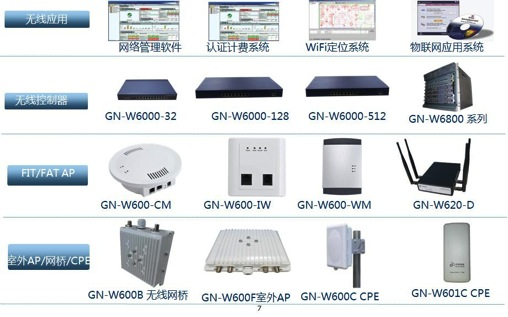 无线应用
网络管理软件 认证计费系统 WiFi定位系统 物联网应用系统
无线控制器
GN-W6000-32 GN-W6000-128 GN-W6000-512 GN-W6800 系列
FIT/FAT AP
GN-W600-CM GN-W600-IW GN-W600-WM GN-W620-D
室外AP/网桥/CPE
GN-W600B 无线网桥 GN-W600F室外AP GN-W600C CPE GN-W601C CPE
7